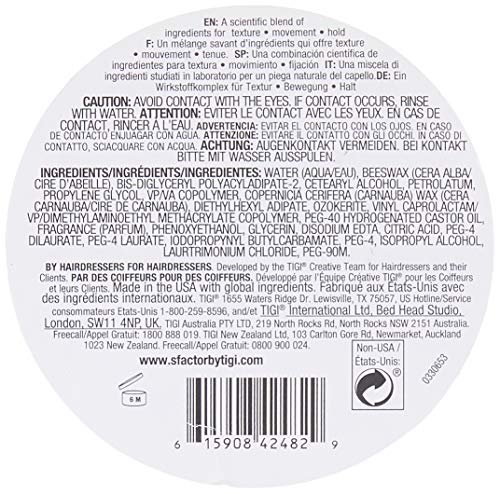 EN: A scientific blend of
ingredients for texture • movement • hold
F: Un mélange savant d'ingrédients qui offre texture
• mouvement • tenue. SP: Una combinación científica de
ingredientes para textura • movimiento • fijación IT: Una miscela di
ingredienti studiati in laboratorio per un piega naturale del capello. DE: Ein
Wirkstoffkomplex für Textur • Bewegung • Halt
CAUTION: AVOID CONTACT WITH THE EYES. IF CONTACT OCCURS, RINSE
WITH WATER. ATTENTION: EVITER LE CONTACT AVEC LES YEUX. EN CAS DE
CONTACT, RINCER A L'EAU. ADVERTENCIA: EVITAR EL CONTACTO CON LOS OJOS. EN CASO
DE CONTACTO ENJUAGAR CON AGUA. ATTENZIONE: EVITARE IL CONTATTO CON GLI OCCHI. IN CASO DI
CONTATTO, SCIACQUARE CON ACQUA. ACHTUNG: AUGENKONTAKT VERMEIDEN. BEI KONTAKT
BITTE MIT WASSER AUSSPULEN.
INGREDIENTS/INGRÉDIENTS/INGREDIENTES: WATER (AQUA/EAU), BEESWAX (CERA ALBA/
CIRE D'ABEILLE), BIS-DIGLYCERYL POLYACYLADIPATE-2, CETEARYL ALCOHOL, PETROLATUM,
PROPYLENE GLYCOL, VP/VA COPOLYMER, COPERNICIA CERIFERA (CARNAUBA) WAX (CERA
CARNAUBA/CIRE DE CARNAUBA), DIETHYLHEXYL ADIPATE, OZOKERITE, VINYL CAPROLACTAM/
VP/DIMETHYLAMINOETHYL METHACRYLATE COPOLYMER, PEG-40 HYDROGENATED CASTOR OIL,
FRAGRANCE (PARFUM), PHENOXYETHANOL, GLYCERIN, DISODIUM EDTA, CITRIC ACID, PEG-4
DILAURATE, PEG-4 LAURATE, IODOPROPYNYL BUTYLCARBAMATE, PEG-4, ISOPROPYL ALCOHOL,
LAURTRIMONIUM CHLORIDE, PEG-90M.
BY HAIRDRESSERS FOR HAIRDRESSERS. Developed by the TIGI® Creative Team for Hairdressers and their
Clients. PAR DES COIFFEURS POUR DES COIFFEURS. Développé par l'Équipe Créative TIGI® pour les Coiffeurs
et leurs Clients. Made in the USA with global ingredients. Fabriqué aux Etats-Unis avec
des ingrédients internationaux. TIGI® 1655 Waters Ridge Dr. Lewisville, TX 75057, US Hotline/Service
consommateurs Etats-Unis 1-800-259-8596. TIGI® International Ltd, Bed Head Studio,
London, SW11 4NP, UK. TIGI Australia PTY LTD, 219 North Rocks Rd, North Rocks NSW 2151 Australia.
Freecall/Appel Gratuit: 1800 888 019. TIGI New Zealand Ltd, 103 Carlton Gore Rd, Newmarket, Auckland
1023 New Zealand. Freecall/Appel Gratuit: 0800 900 024.
www.sfactorbytigi.com
Non-USA /
États-Unis:
0330653
6 M
6 15908 42482 9